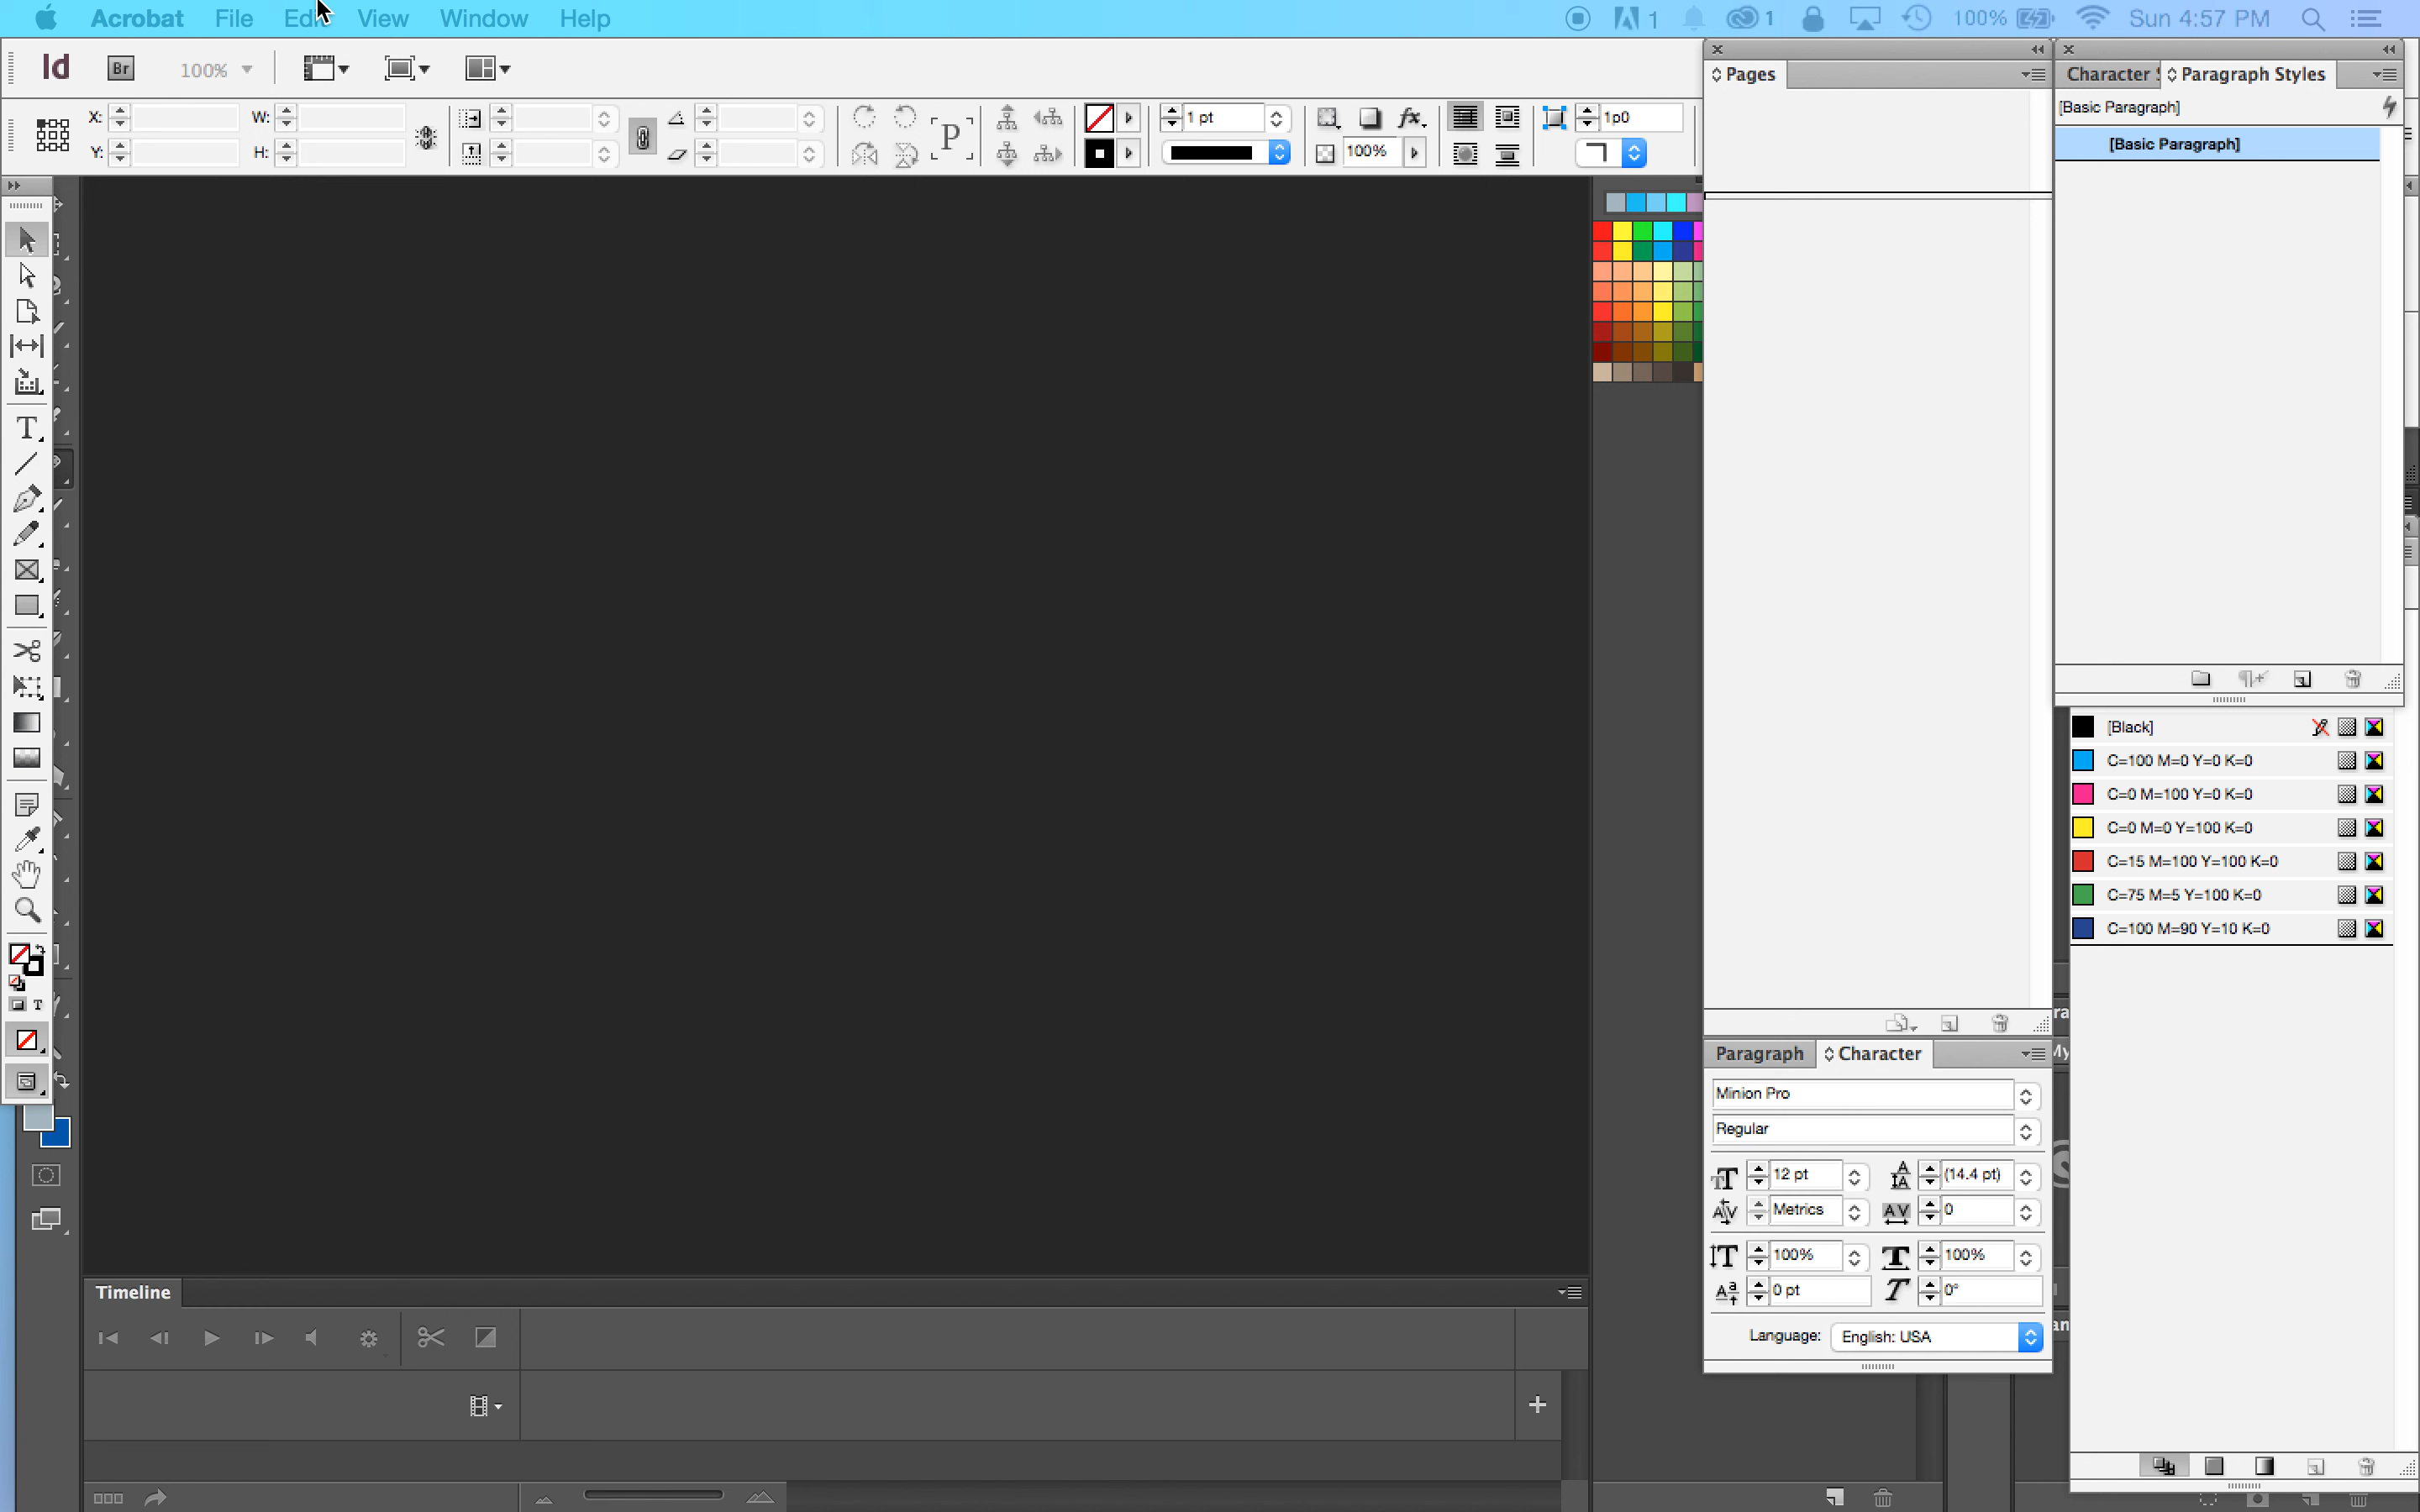 Acrobat File Edit View Window Help
1 1 100% Sun 4:57 PM
Id Br 100%
X: W: 1 pt fx. 1p0
Y: H: P 100%
Pages
Character Paragraph Styles
[Basic Paragraph]
[Basic Paragraph]
[Black]
C=100 M=0 Y=0 K=0
C=0 M=100 Y=0 K=0
C=0 M=0 Y=100 K=0
C=15 M=100 Y=100 K=0
C=75 M=5 Y=100 K=0
C=100 M=90 Y=10 K=0
Paragraph Character
Minion Pro
Regular
12 pt (14.4 pt)
Metrics 0
100% 100%
0 pt 0°
Language: English: USA
Timeline